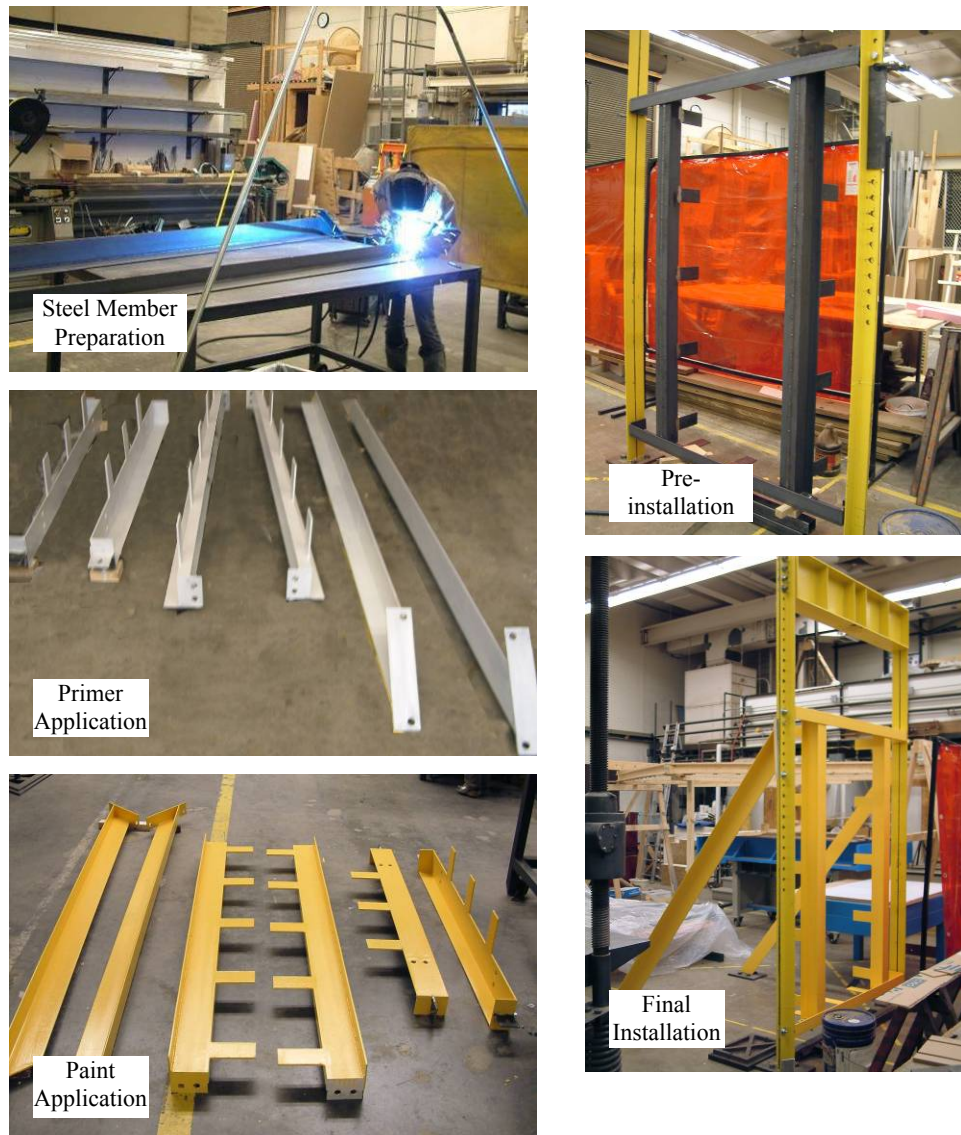 Steel Member
Preparation
Primer
Application
Paint
Application
Pre-
installation
Final
Installation